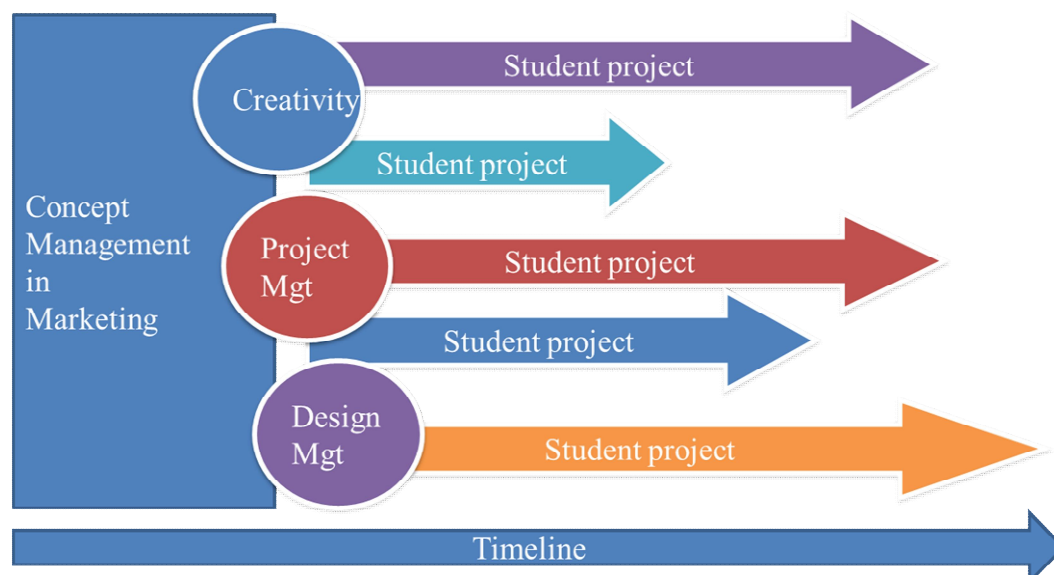 Concept
Management
in
Marketing
Creativity
Student project
Student project
Project
Mgt
Student project
Student project
Design
Mgt
Student project
Timeline